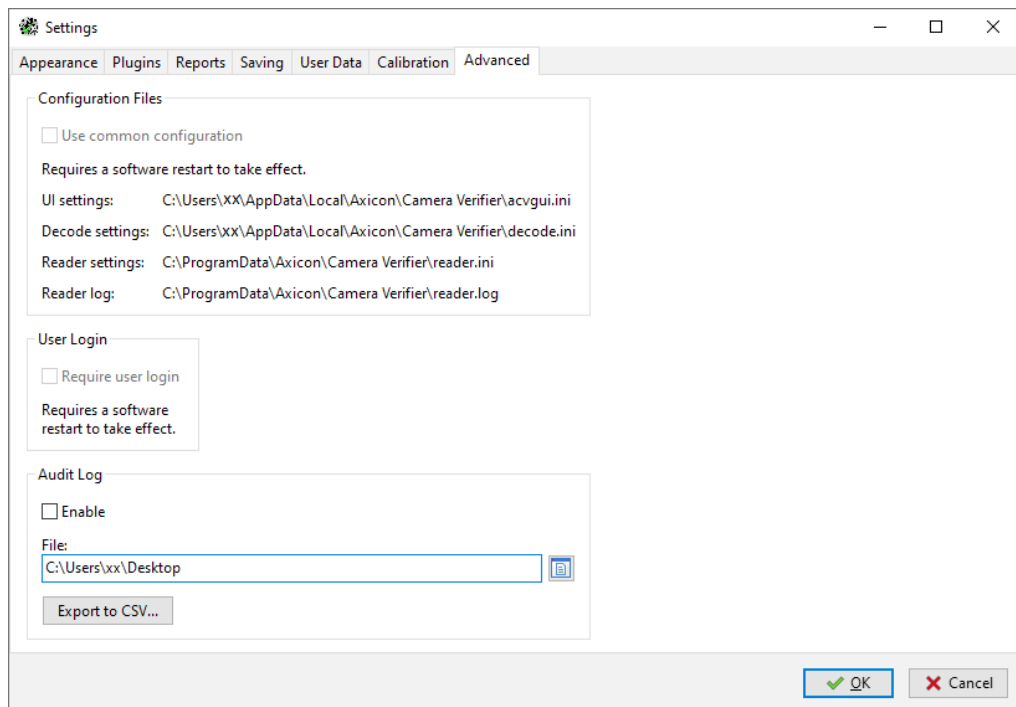 Settings
Appearance Plugins Reports Saving User Data Calibration Advanced
Configuration Files
Use common configuration
Requires a software restart to take effect.
UI settings: C:\Users\xx\AppData\Local\Axicon\Camera Verifier\acvgui.ini
Decode settings: C:\Users\xx\AppData\Local\Axicon\Camera Verifier\decode.ini
Reader settings: C:\ProgramData\Axicon\Camera Verifier\reader.ini
Reader log: C:\ProgramData\Axicon\Camera Verifier\reader.log
User Login
Require user login
Requires a software
restart to take effect.
Audit Log
Enable
File:
C:\Users\xx\Desktop
Export to CSV...
OK Cancel